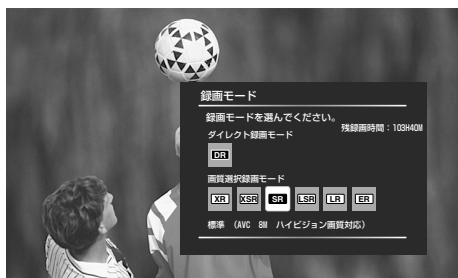 録画モード
録画モードを選んでください。
残録画時間：103H40M
ダイレクト録画モード
DR
画質選択録画モード
XR XSR SR LSR LR ER
標準 (AVC 8M ハイビジョン画質対応)